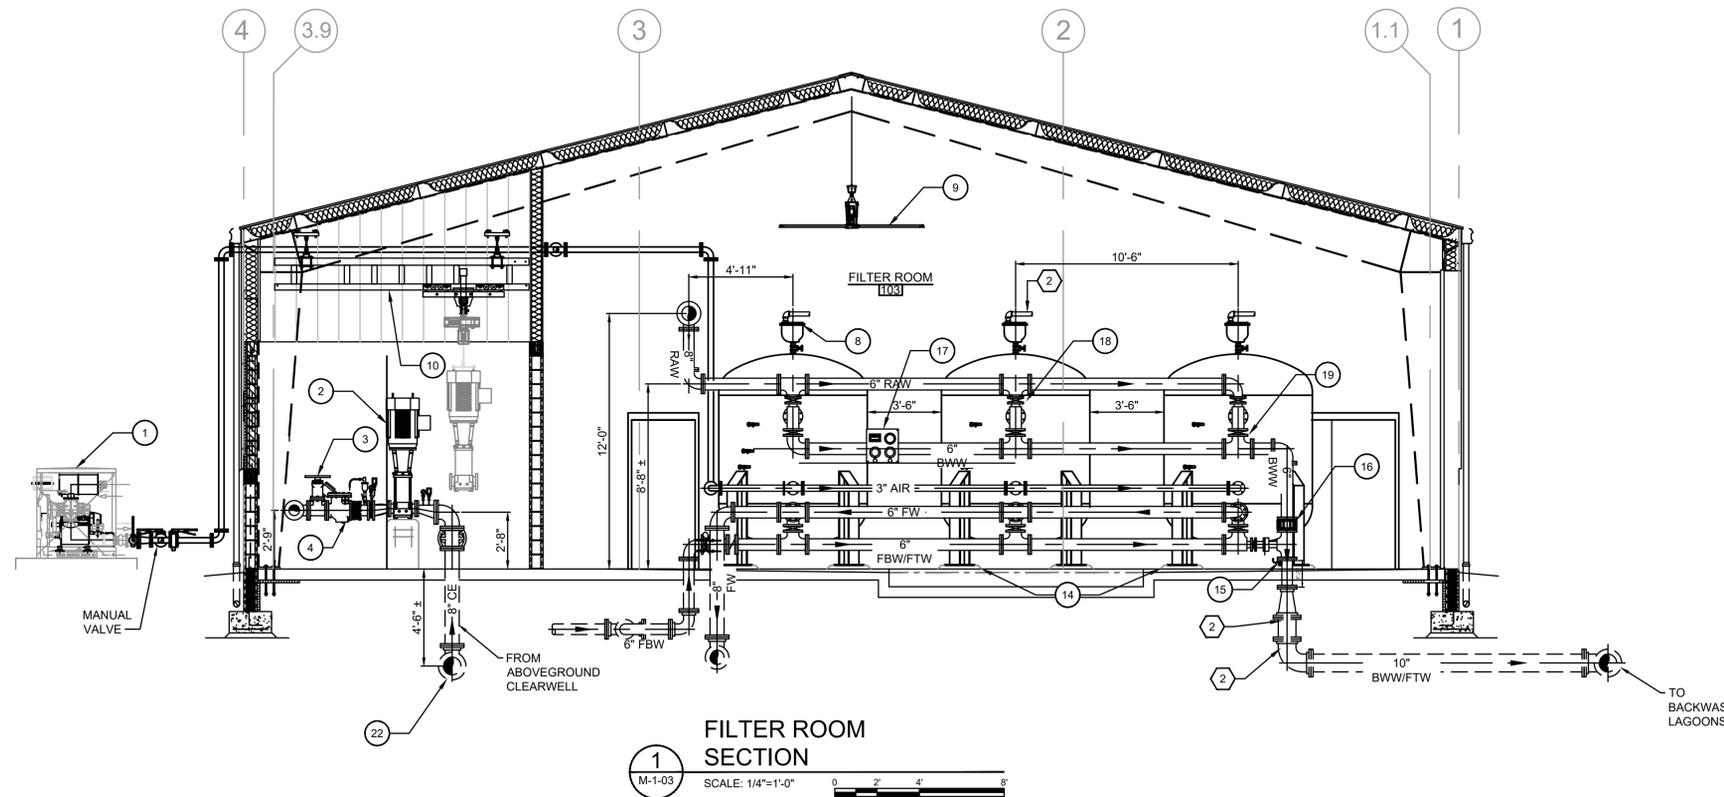 4
3.9
3
2
1.1
1
9
4'-11"
10'-6"
FILTER ROOM
103
2
8
17
18
10
8"
RAW
6" RAW
19
2
3'-6"
3'-6"
1
3
12'-0"
8'-8" ±
6"
BWW
6"
BWW
16
3" AIR
6" FW
4
2'-9"
2'-8"
6"
FBW/FTW
15
14
8"
FW
MANUAL
VALVE
4'-6" ±
8" CE
6" FBW
2
FROM
ABOVEGROUND
CLEARWELL
2
10"
BWW/FTW
TO
BACKWAS
LAGOONS
22
FILTER ROOM
SECTION
1
M-1-03
SCALE: 1/4"=1'-0"
0 2' 4' 8'